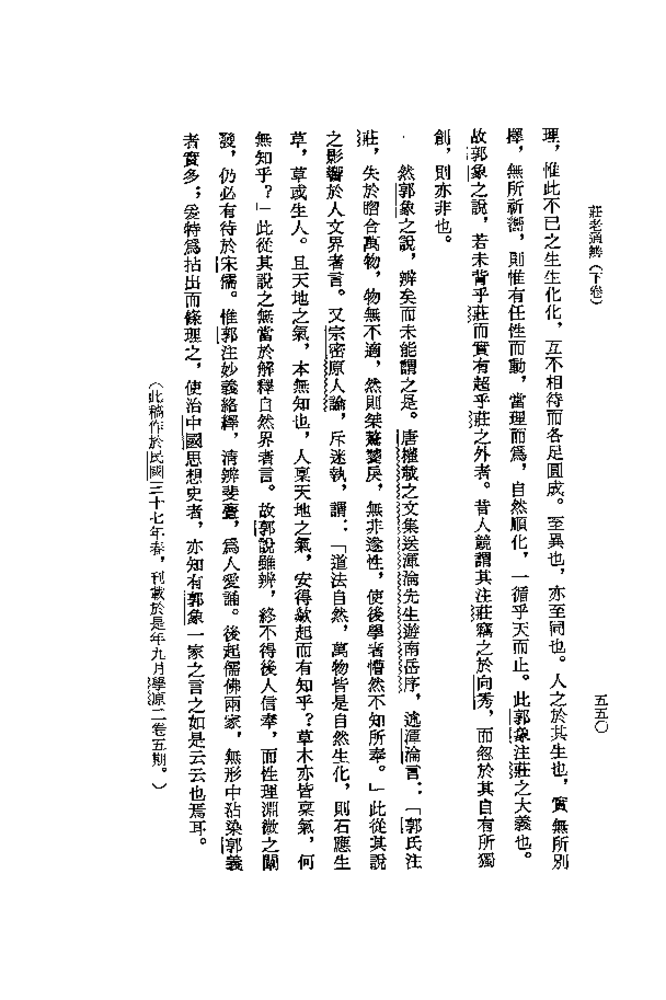 莊老通辨（下卷）
五五〇
理，惟此不已之生生化化，互不相待而各足圓成。至異也，亦至同也。人之於其生也，實無所別
擇，無所祈嚮，則惟有任性而動，當理而爲，自然順化，一循乎天而止。此郭象注莊之大義也。
故郭象之說，若未背乎莊而實有超乎莊之外者。昔人競謂其注莊竊之於向秀，而忽於其自有所獨
創，則亦非也。
然郭象之說，辨矣而未能謂之是。唐權載之文集送渾淪先生遊南岳序，述渾淪言：「郭氏注
莊，失於脗合萬物，物無不適，然則桀驁饕戾，無非遂性，使後學者懵然不知所奉。」此從其說
之影響於人文界者言。又宗密原人論，斥迷執，謂：「道法自然，萬物皆是自然生化，則石應生
草，草或生人。且天地之氣，本無知也，人稟天地之氣，安得歘起而有知乎？草木亦皆稟氣，何
無知乎？」此從其說之無當於解釋自然界者言。故郭說雖辨，終不得後人信奉，而性理淵微之闡
發，仍必有待於宋儒。惟郭注妙義絡繹，清辨斐亹，爲人愛誦。後起儒佛兩家，無形中沾染郭義
者實多；爰特爲拈出而條理之，使治中國思想史者，亦知有郭象一家之言之如是云云也焉耳。
（此稿作於民國三十七年春，刊載於是年九月學原二卷五期。）